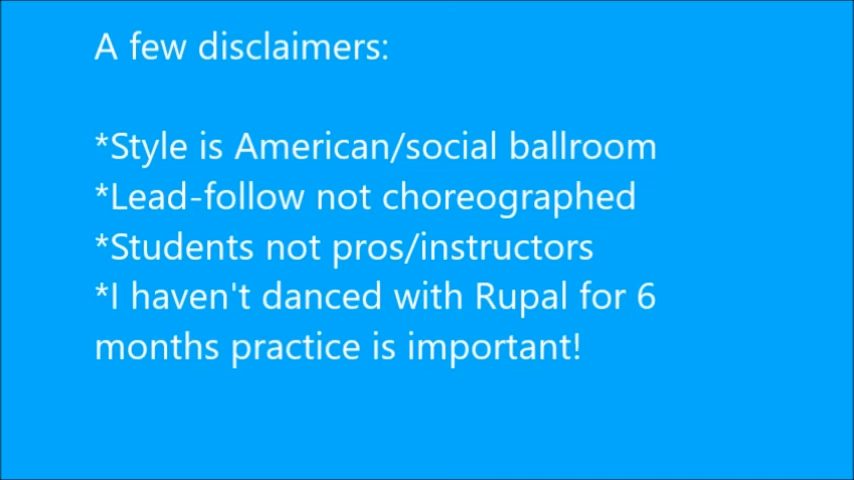 A few disclaimers:
*Style is American/social ballroom
*Lead-follow not choreographed
*Students not pros/instructors
*I haven't danced with Rupal for 6
months practice is important!